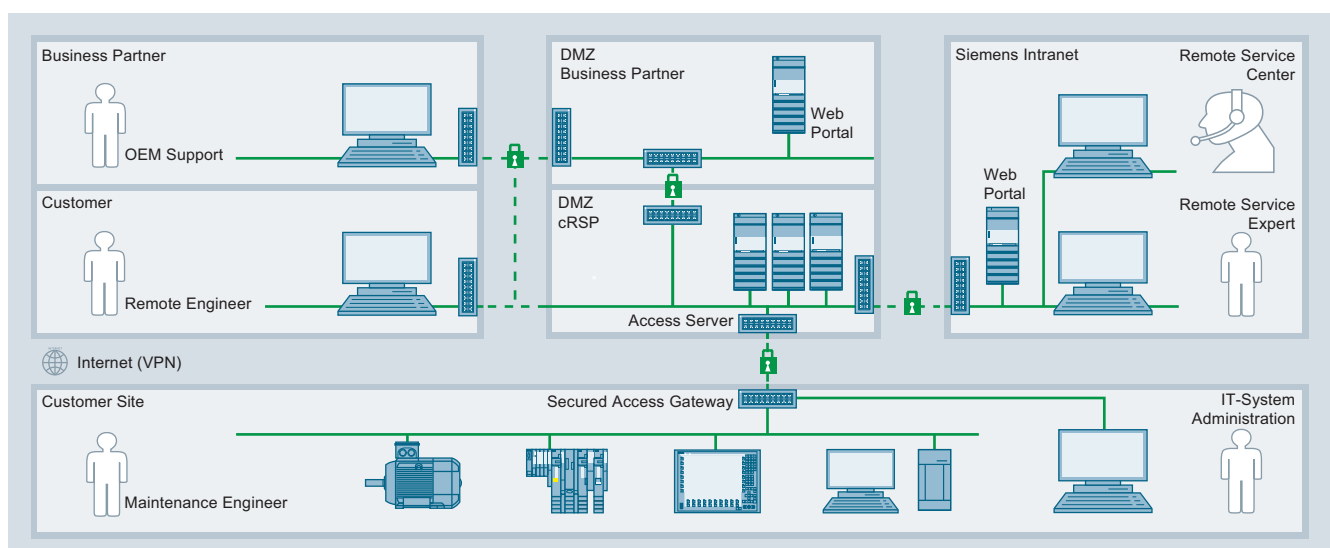 Business Partner
OEM Support
DMZ
Business Partner
Web
Portal
Siemens Intranet
Remote Service
Center
Customer
Remote Engineer
DMZ
cRSP
Access Server
Web
Portal
Remote Service
Expert
Internet (VPN)
Customer Site
Maintenance Engineer
Secured Access Gateway
IT-System
Administration